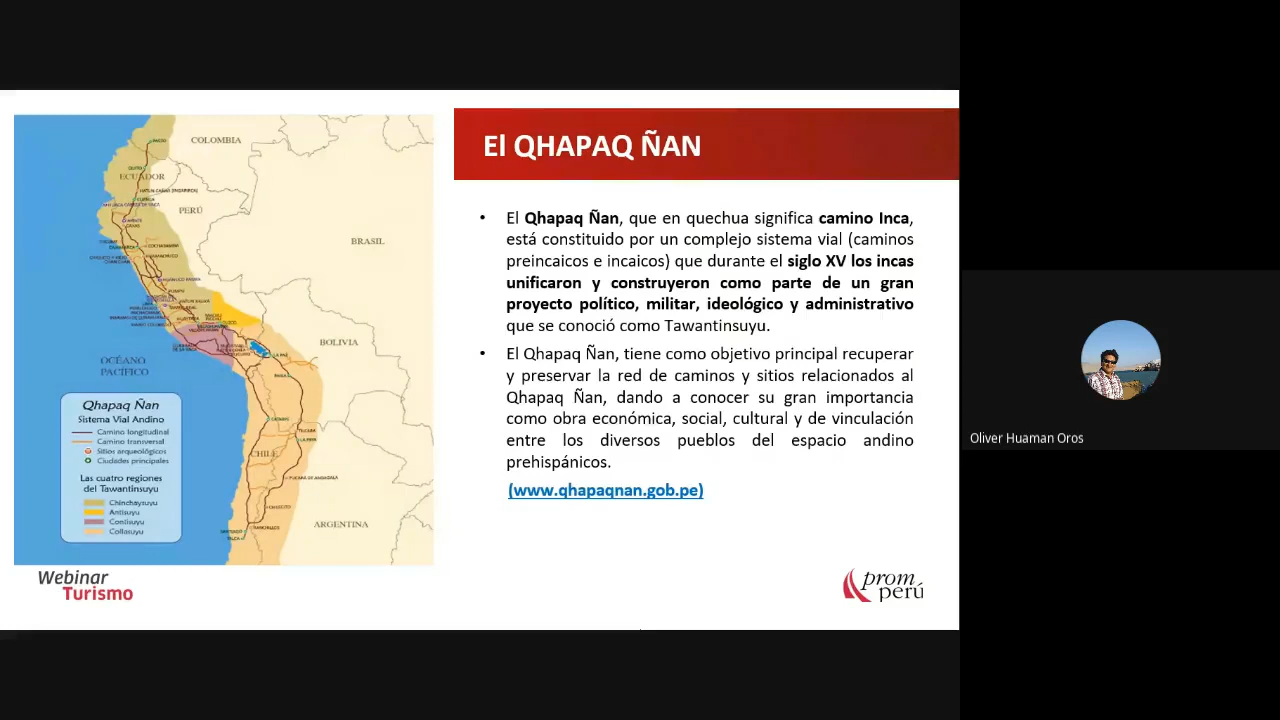 El QHAPAQ ÑAN
• El Qhapaq Ñan, que en quechua significa camino Inca,
está constituido por un complejo sistema vial (caminos
preincaicos e incaicos) que durante el siglo XV los incas
unificaron y construyeron como parte de un gran
proyecto político, militar, ideológico y administrativo
que se conoció como Tawantinsuyu.
• El Qhapaq Ñan, tiene como objetivo principal recuperar
y preservar la red de caminos y sitios relacionados al
Qhapaq Ñan, dando a conocer su gran importancia
como obra económica, social, cultural y de vinculación
entre los diversos pueblos del espacio andino
prehispánicos.
(www.qhapaqnan.gob.pe)
COLOMBIA
ECUADOR
PERÚ
BRASIL
BOLIVIA
OCÉANO
PACÍFICO
CHILE
ARGENTINA
Qhapaq Ñan
Sistema Vial Andino
Camino longitudinal
Camino transversal
Sitios arqueológicos
Ciudades principales
Las cuatro regiones
del Tawantinsuyu
Chinchaysuyu
Antisuyu
Contisuyu
Collasuyu
Webinar
Turismo
prom
perú
Oliver Huaman Oros